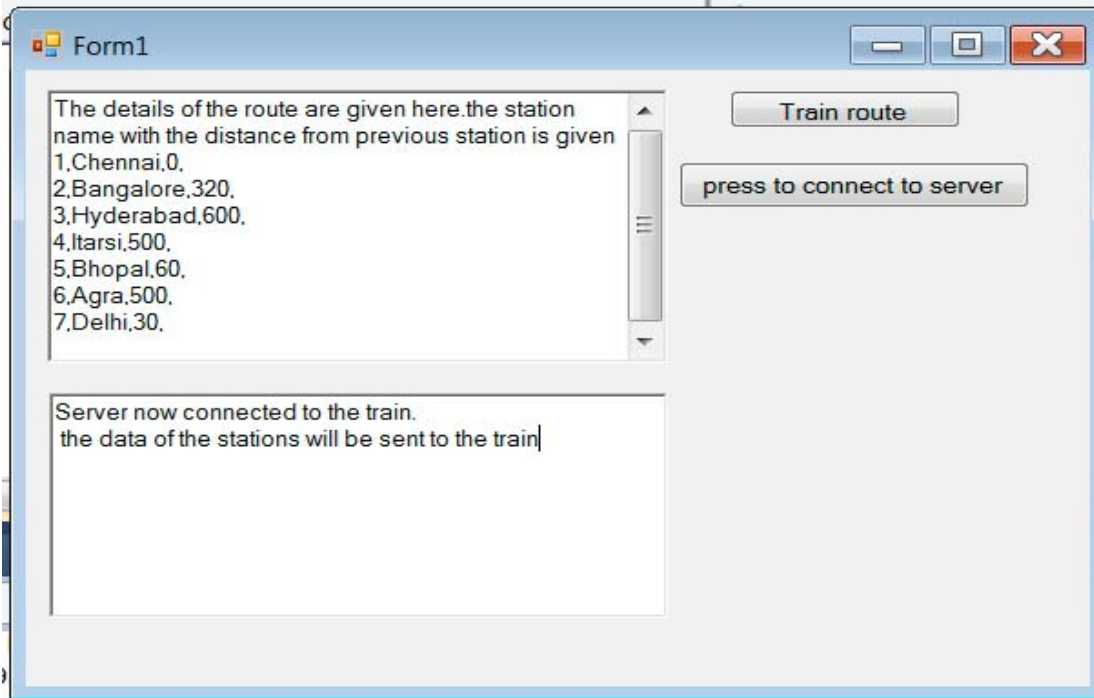 Form1
The details of the route are given here.the station
name with the distance from previous station is given
1,Chennai,0,
2,Bangalore,320,
3,Hyderabad,600,
4,Itarsi,500,
5,Bhopal,60,
6,Agra,500,
7,Delhi,30,
Train route
press to connect to server
Server now connected to the train.
the data of the stations will be sent to the train